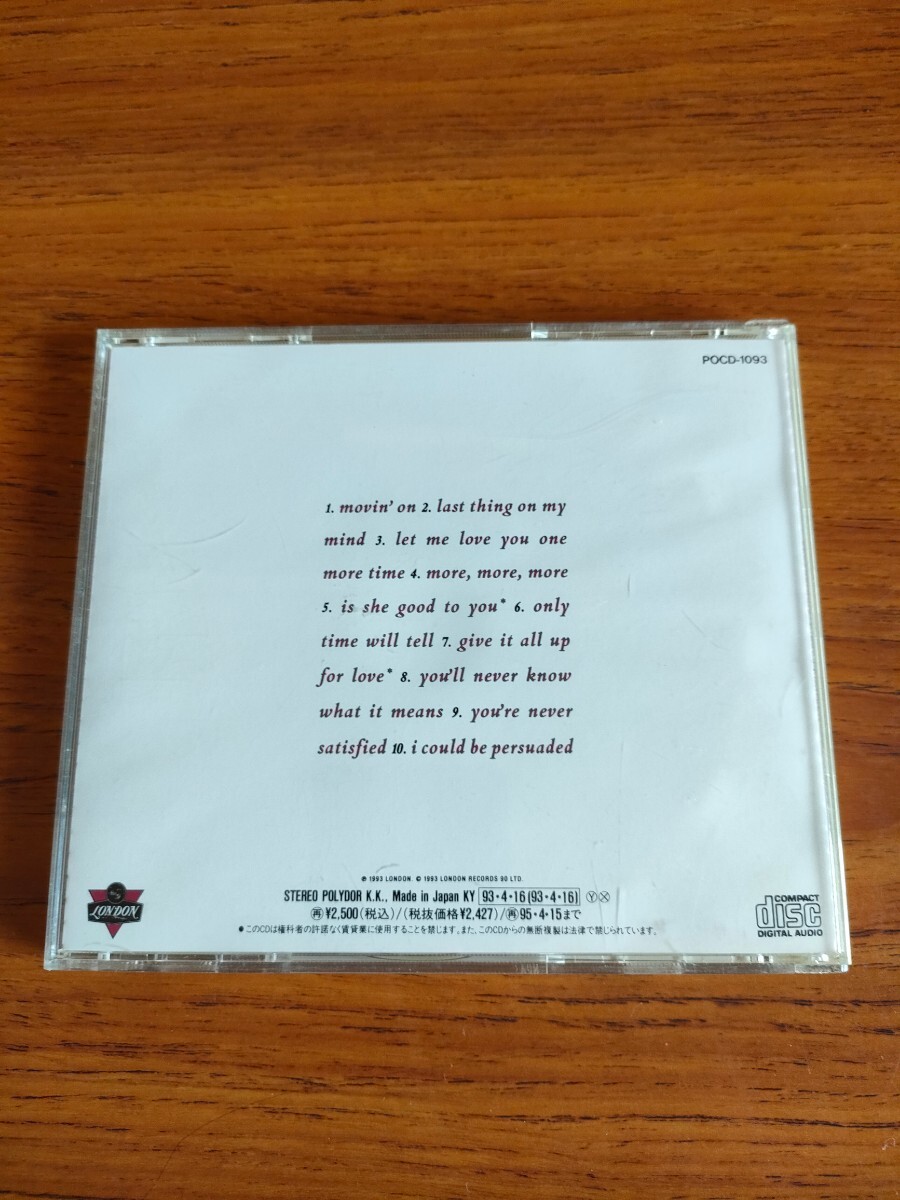 POCD-1093
1. movin' on 2. last thing on my
mind 3. let me love you one
more time 4. more, more, more
5. is she good to you* 6. only
time will tell 7. give it all up
for love* 8. you'll never know
what it means 9. you're never
satisfied 10. i could be persuaded
℗ 1993 LONDON. © 1993 LONDON RECORDS 90 LTD.
STEREO POLYDOR K.K., Made in Japan KY 93・4・16(93・4・16) Ⓨ Ⓧ
㊢¥2,500(税込)/(税抜価格¥2,427)/㊢95・4・15まで
●このCDは権利者の許諾なく賃貸業に使用することを禁じます。また、このCDからの無断複製は法律で禁じられています。
LONDON
COMPACT
disc
DIGITAL AUDIO